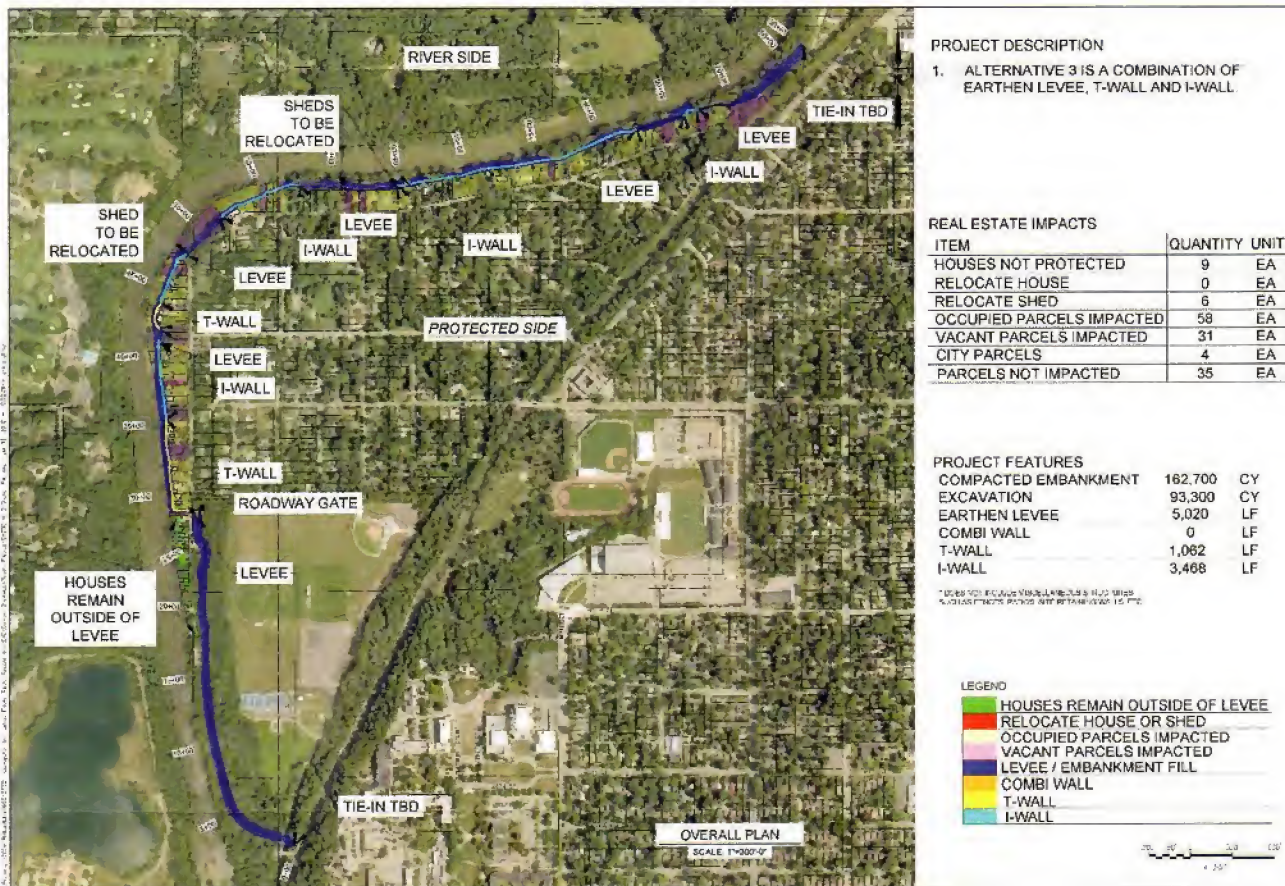 RIVER SIDE
SHEDS
TO BE
RELOCATED
TIE-IN TBD
LEVEE
I-WALL
LEVEE
SHED
TO BE
RELOCATED
LEVEE
I-WALL
I-WALL
LEVEE
T-WALL
PROTECTED SIDE
LEVEE
I-WALL
T-WALL
ROADWAY GATE
LEVEE
HOUSES
REMAIN
OUTSIDE OF
LEVEE
TIE-IN TBD
OVERALL PLAN
PROJECT DESCRIPTION
1. ALTERNATIVE 3 IS A COMBINATION OF
EARTHEN LEVEE, T-WALL AND I-WALL
REAL ESTATE IMPACTS
ITEM QUANTITY UNIT
HOUSES NOT PROTECTED 9 EA
RELOCATE HOUSE 0 EA
RELOCATE SHED 6 EA
OCCUPIED PARCELS IMPACTED 58 EA
VACANT PARCELS IMPACTED 31 EA
CITY PARCELS 4 EA
PARCELS NOT IMPACTED 35 EA
PROJECT FEATURES
COMPACTED EMBANKMENT 162,700 CY
EXCAVATION 93,300 CY
EARTHEN LEVEE 5,020 LF
COMBI WALL 0 LF
T-WALL 1,062 LF
I-WALL 3,468 LF
LEGEND
HOUSES REMAIN OUTSIDE OF LEVEE
RELOCATE HOUSE OR SHED
OCCUPIED PARCELS IMPACTED
VACANT PARCELS IMPACTED
LEVEE / EMBANKMENT FILL
COMBI WALL
T-WALL
I-WALL